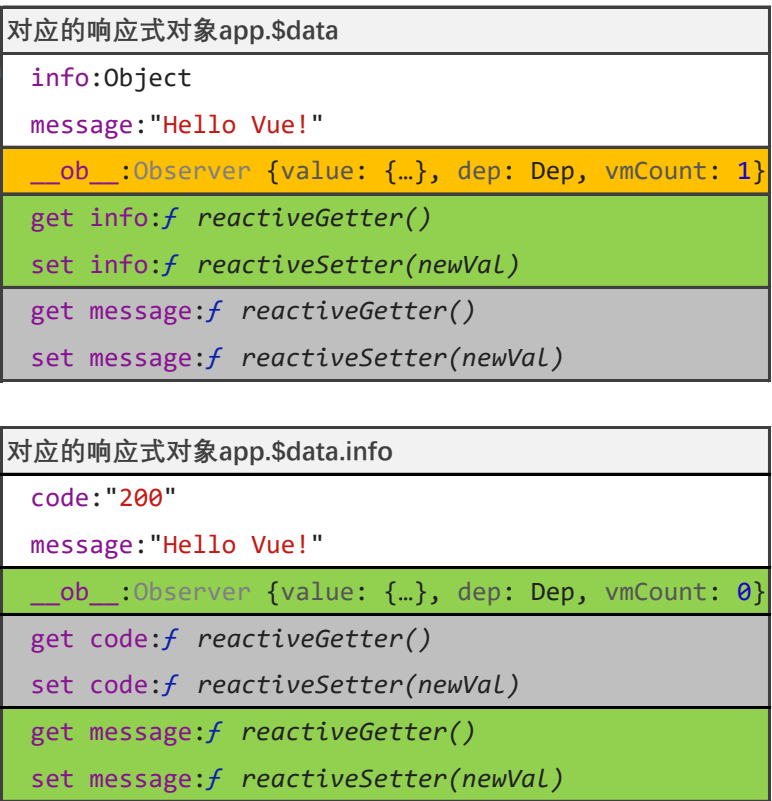 对应的响应式对象app.$data
info:Object
message:"Hello Vue!"
__ob__:Observer {value: {…}, dep: Dep, vmCount: 1}
get info:ƒ reactiveGetter()
set info:ƒ reactiveSetter(newVal)
get message:ƒ reactiveGetter()
set message:ƒ reactiveSetter(newVal)
对应的响应式对象app.$data.info
code:"200"
message:"Hello Vue!"
__ob__:Observer {value: {…}, dep: Dep, vmCount: 0}
get code:ƒ reactiveGetter()
set code:ƒ reactiveSetter(newVal)
get message:ƒ reactiveGetter()
set message:ƒ reactiveSetter(newVal)